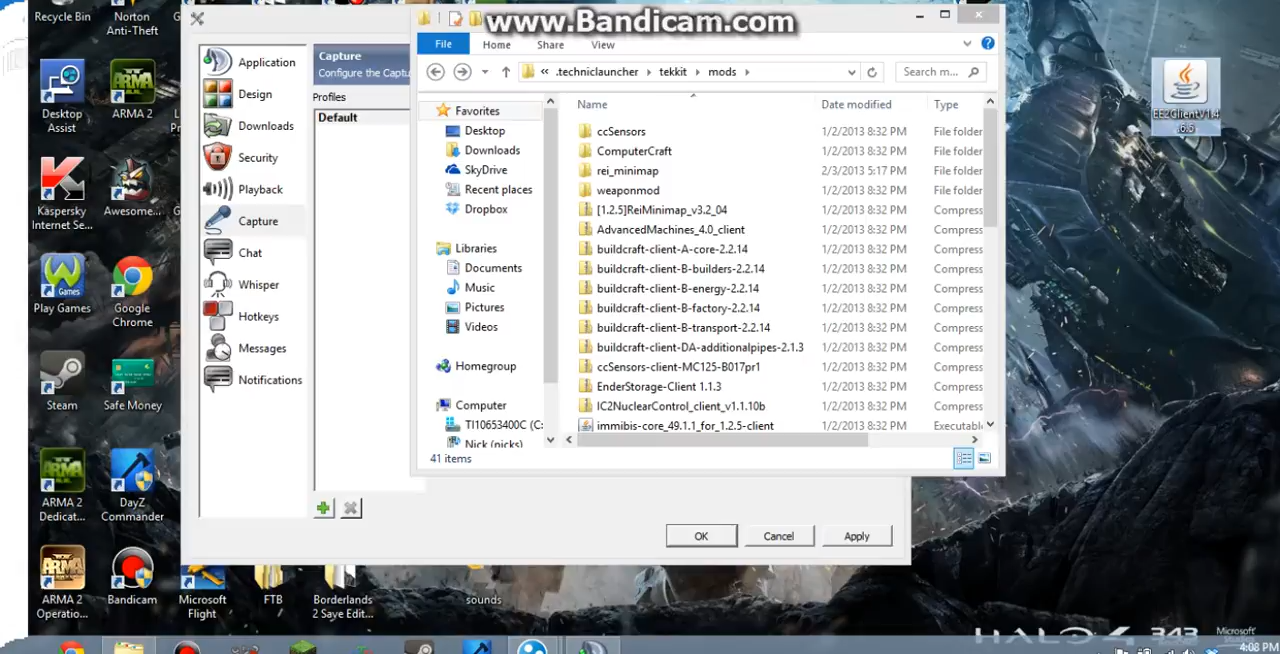 www.Bandicam.com
Recycle Bin
Norton
Anti-Theft
Desktop
Assist
ARMA 2
Kaspersky
Internet Se...
Awesome...
Play Games
Google
Chrome
Steam
Safe Money
ARMA 2
Dedicat...
DayZ
Commander
ARMA 2
Operatio...
Bandicam
Microsoft
Flight
FTB
Borderlands
2 Save Edit...
sounds
Application
Design
Downloads
Security
Playback
Capture
Chat
Whisper
Hotkeys
Messages
Notifications
Capture
Configure the Captu
Profiles
Default
OK
Cancel
Apply
File
Home
Share
View
« .techniclauncher
tekkit
mods
Search m...
Favorites
Desktop
Downloads
SkyDrive
Recent places
Dropbox
Libraries
Documents
Music
Pictures
Videos
Homegroup
Computer
TI10653400C (C:
Nick (nicks)
Name Date modified Type
ccSensors 1/2/2013 8:32 PM File folder
ComputerCraft 1/2/2013 8:32 PM File folder
rei_minimap 2/3/2013 5:17 PM File folder
weaponmod 1/2/2013 8:32 PM File folder
[1.2.5]ReiMinimap_v3.2_04 1/2/2013 8:32 PM Compress
AdvancedMachines_4.0_client 1/2/2013 8:32 PM Compress
buildcraft-client-A-core-2.2.14 1/2/2013 8:32 PM Compress
buildcraft-client-B-builders-2.2.14 1/2/2013 8:32 PM Compress
buildcraft-client-B-energy-2.2.14 1/2/2013 8:32 PM Compress
buildcraft-client-B-factory-2.2.14 1/2/2013 8:32 PM Compress
buildcraft-client-B-transport-2.2.14 1/2/2013 8:32 PM Compress
buildcraft-client-DA-additionalpipes-2.1.3 1/2/2013 8:32 PM Compress
ccSensors-client-MC125-B017pr1 1/2/2013 8:32 PM Compress
EnderStorage-Client 1.1.3 1/2/2013 8:32 PM Compress
IC2NuclearControl_client_v1.1.10b 1/2/2013 8:32 PM Compress
immibis-core_49.1.1_for_1.2.5-client 1/2/2013 8:32 PM Executabl
41 items
EE2ClientV1.4
.6.5
HALO 4
343
Microsoft
4:08 PM